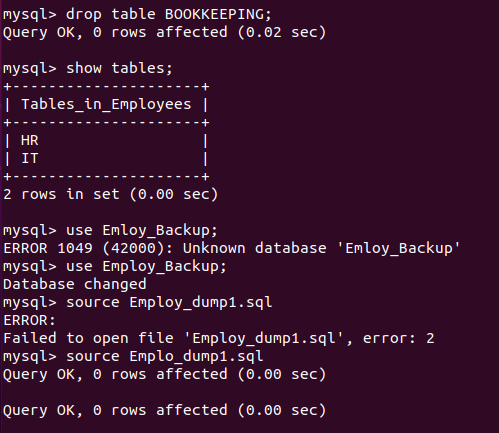 mysql> drop table BOOKKEEPING;
Query OK, 0 rows affected (0.02 sec)
mysql> show tables;
+---------------------+
| Tables_in_Employees |
+---------------------+
| HR                  |
| IT                  |
+---------------------+
2 rows in set (0.00 sec)
mysql> use Emloy_Backup;
ERROR 1049 (42000): Unknown database 'Emloy_Backup'
mysql> use Employ_Backup;
Database changed
mysql> source Employ_dump1.sql
ERROR:
Failed to open file 'Employ_dump1.sql', error: 2
mysql> source Emplo_dump1.sql
Query OK, 0 rows affected (0.00 sec)
Query OK, 0 rows affected (0.00 sec)